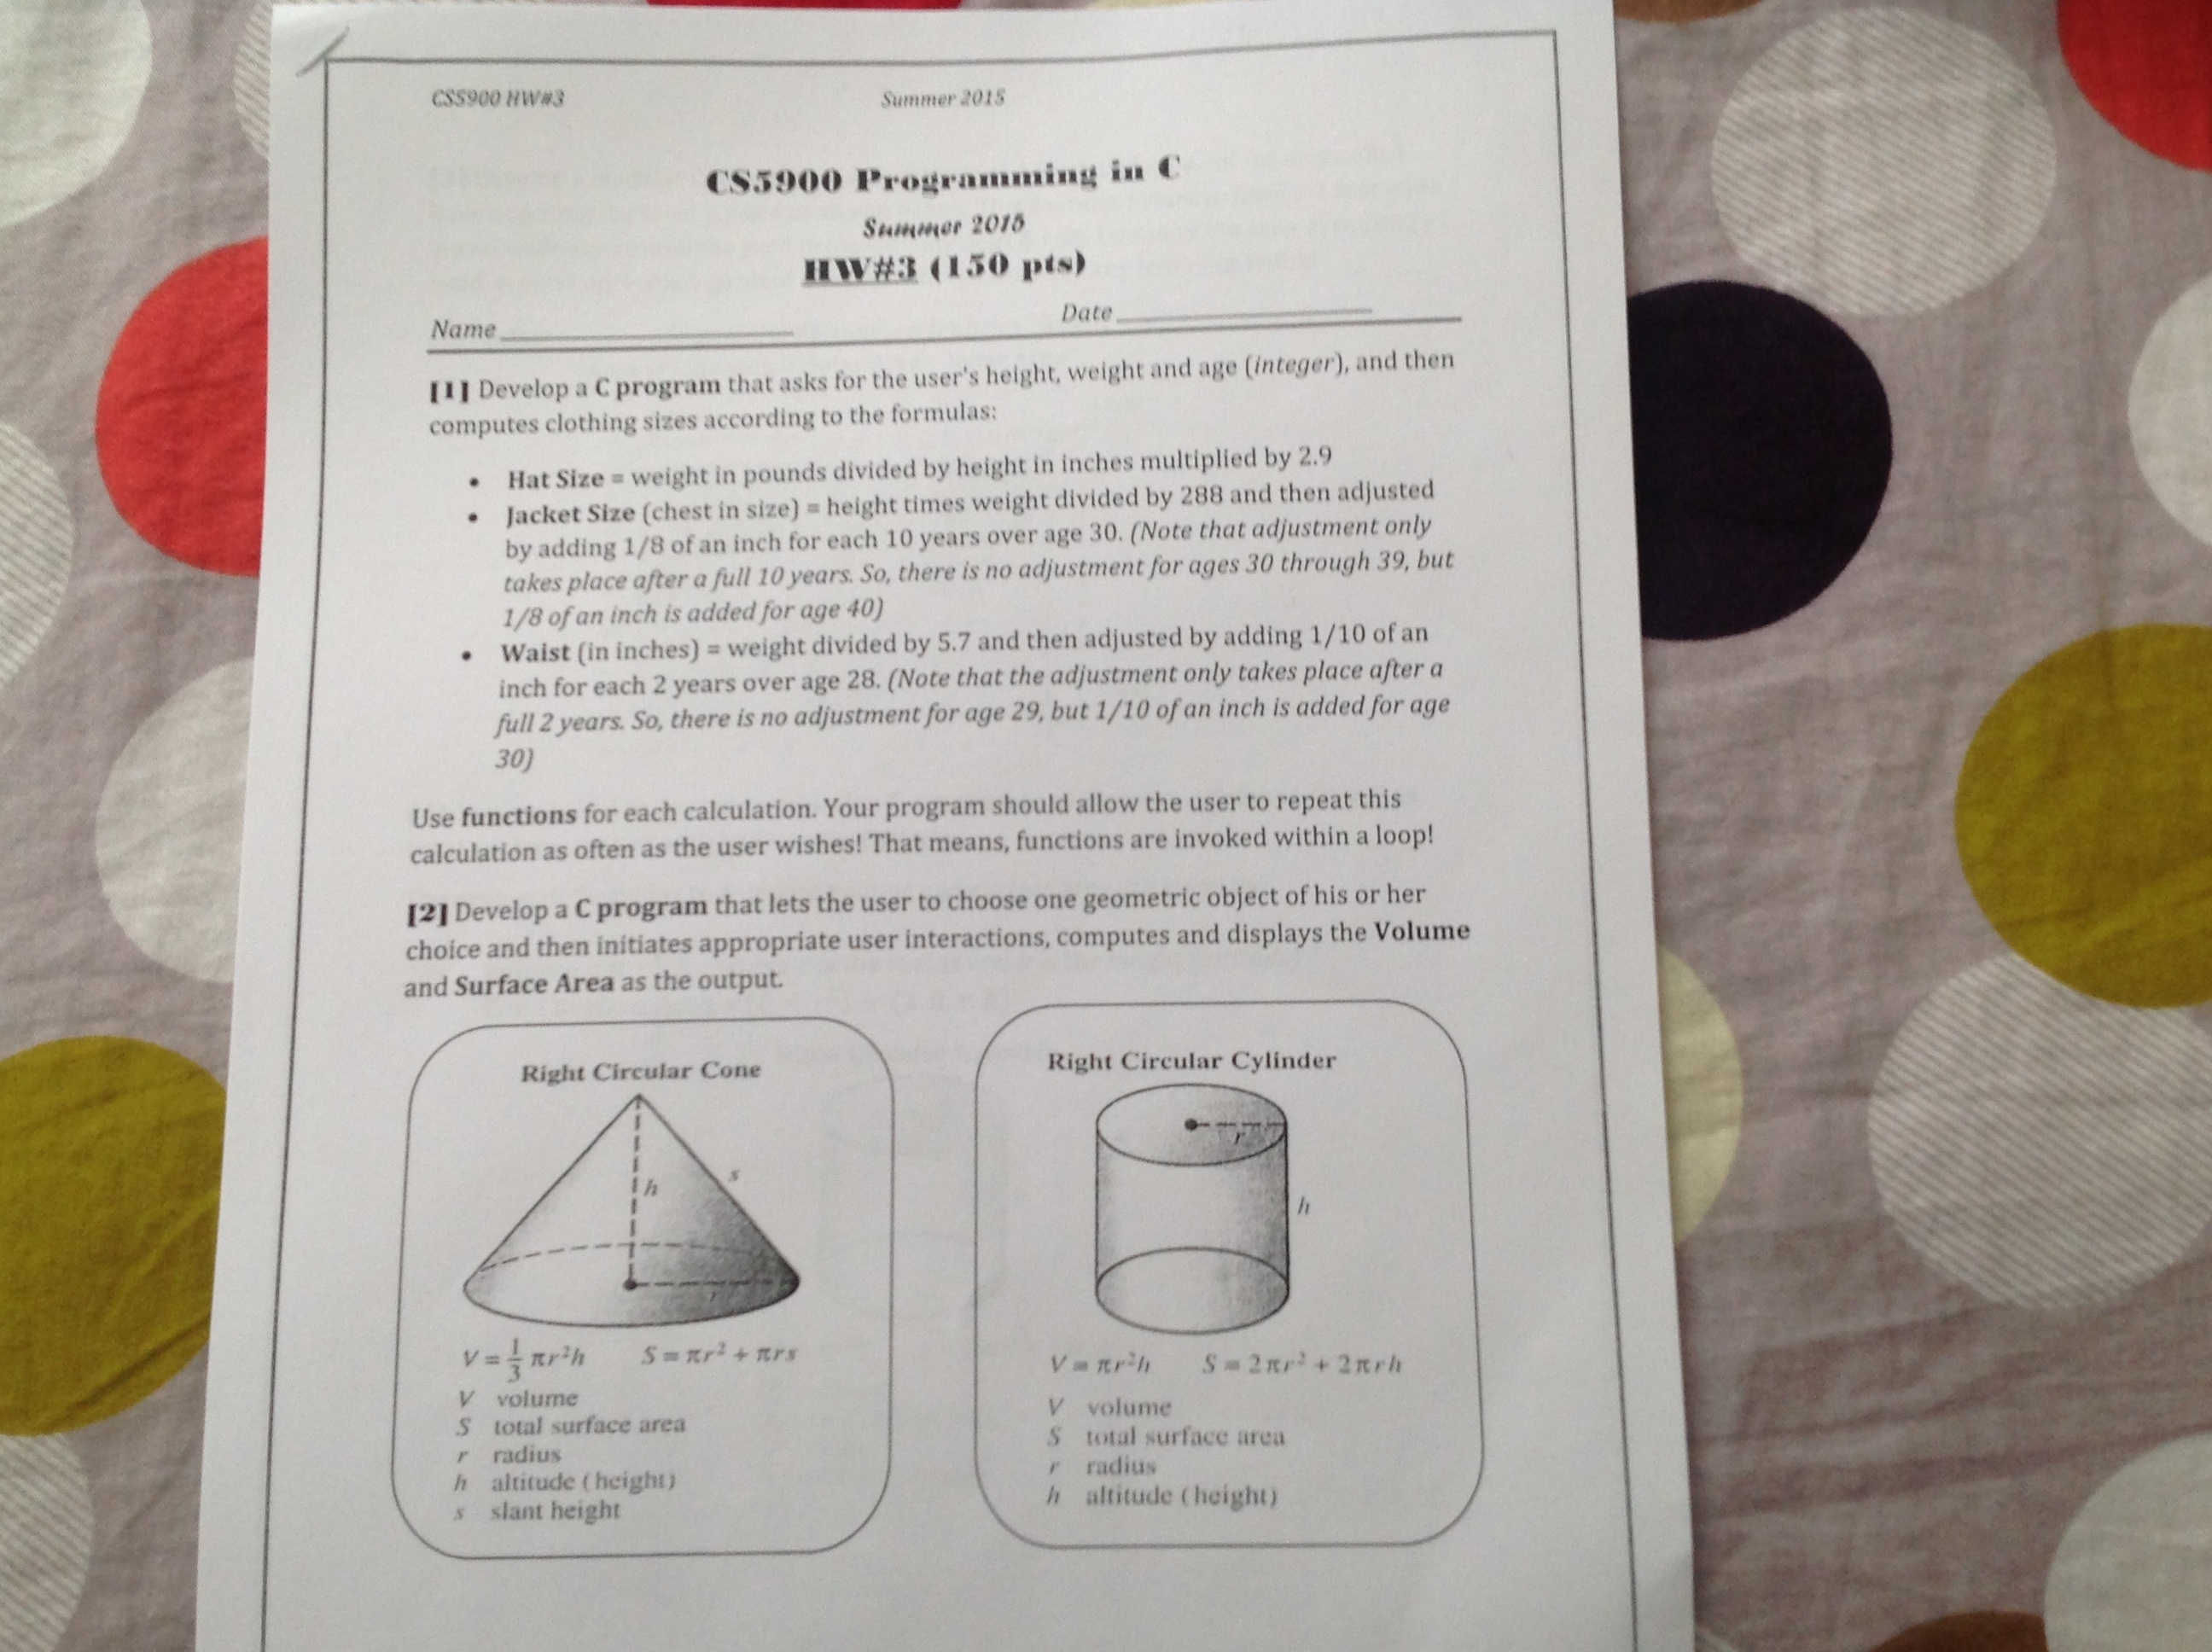 CS5900 HW#3 Summer 2015
CS5900 Programming in C
Summer 2015
HW#3 (150 pts)
Name Date
[1] Develop a C program that asks for the user's height, weight and age (integer), and then
computes clothing sizes according to the formulas:
• Hat Size = weight in pounds divided by height in inches multiplied by 2.9
• Jacket Size (chest in size) = height times weight divided by 288 and then adjusted
by adding 1/8 of an inch for each 10 years over age 30. (Note that adjustment only
takes place after a full 10 years. So, there is no adjustment for ages 30 through 39, but
1/8 of an inch is added for age 40)
• Waist (in inches) = weight divided by 5.7 and then adjusted by adding 1/10 of an
inch for each 2 years over age 28. (Note that the adjustment only takes place after a
full 2 years. So, there is no adjustment for age 29, but 1/10 of an inch is added for age
30)
Use functions for each calculation. Your program should allow the user to repeat this
calculation as often as the user wishes! That means, functions are invoked within a loop!
[2] Develop a C program that lets the user to choose one geometric object of his or her
choice and then initiates appropriate user interactions, computes and displays the Volume
and Surface Area as the output.
Right Circular Cone
h
s
r
V = 1/3 πr²h S = πr² + πrs
V volume
S total surface area
r radius
h altitude (height)
s slant height
Right Circular Cylinder
r
h
V = πr²h S = 2πr² + 2πrh
V volume
S total surface area
r radius
h altitude (height)